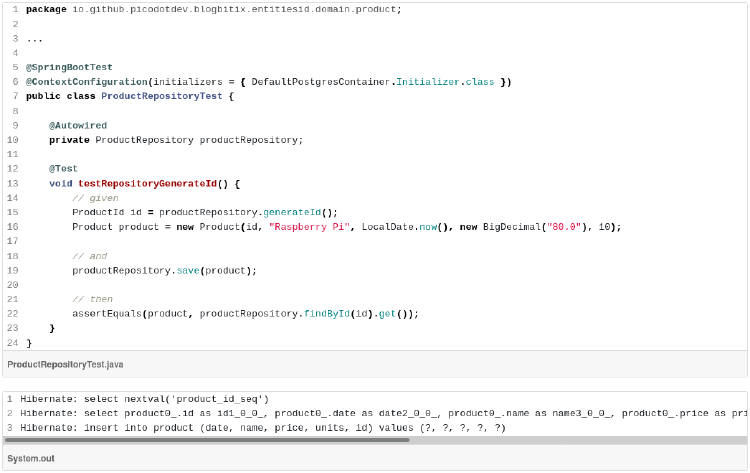 1 package io.github.picodotdev.blogbitix.entitiesid.domain.product;
2
3 ...
4
5 @SpringBootTest
6 @ContextConfiguration(initializers = { DefaultPostgresContainer.Initializer.class })
7 public class ProductRepositoryTest {
8
9     @Autowired
10     private ProductRepository productRepository;
11
12     @Test
13     void testRepositoryGenerateId() {
14         // given
15         ProductId id = productRepository.generateId();
16         Product product = new Product(id, "Raspberry Pi", LocalDate.now(), new BigDecimal("80.0"), 10);
17
18         // and
19         productRepository.save(product);
20
21         // then
22         assertEquals(product, productRepository.findById(id).get());
23     }
24 }
ProductRepositoryTest.java
1 Hibernate: select nextval('product_id_seq')
2 Hibernate: select product0_.id as id1_0_0_, product0_.date as date2_0_0_, product0_.name as name3_0_0_, product0_.price as pri
3 Hibernate: insert into product (date, name, price, units, id) values (?, ?, ?, ?, ?)
System.out